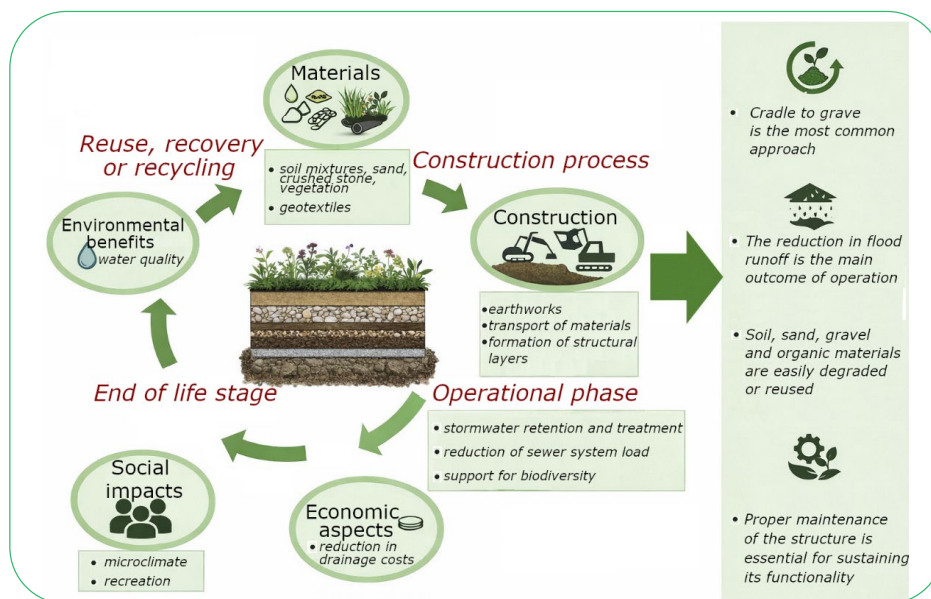 Materials
Reuse, recovery
or recycling
• soil mixtures, sand,
crushed stone,
vegetation
• geotextiles
Construction process
Environmental
benefits
water quality
Construction
•earthworks
•transport of materials
•formation of structural
layers
End of life stage
Operational phase
• stormwater retention and treatment
• reduction of sewer system load
• support for biodiversity
Social
impacts
• microclimate
• recreation
Economic
aspects
• reduction in
drainage costs
• Cradle to grave
is the most common
approach
• The reduction in flood
runoff is the main
outcome of operation
• Soil, sand, gravel
and organic materials
are easily degraded
or reused
• Proper maintenance
of the structure is
essential for sustaining
its functionality